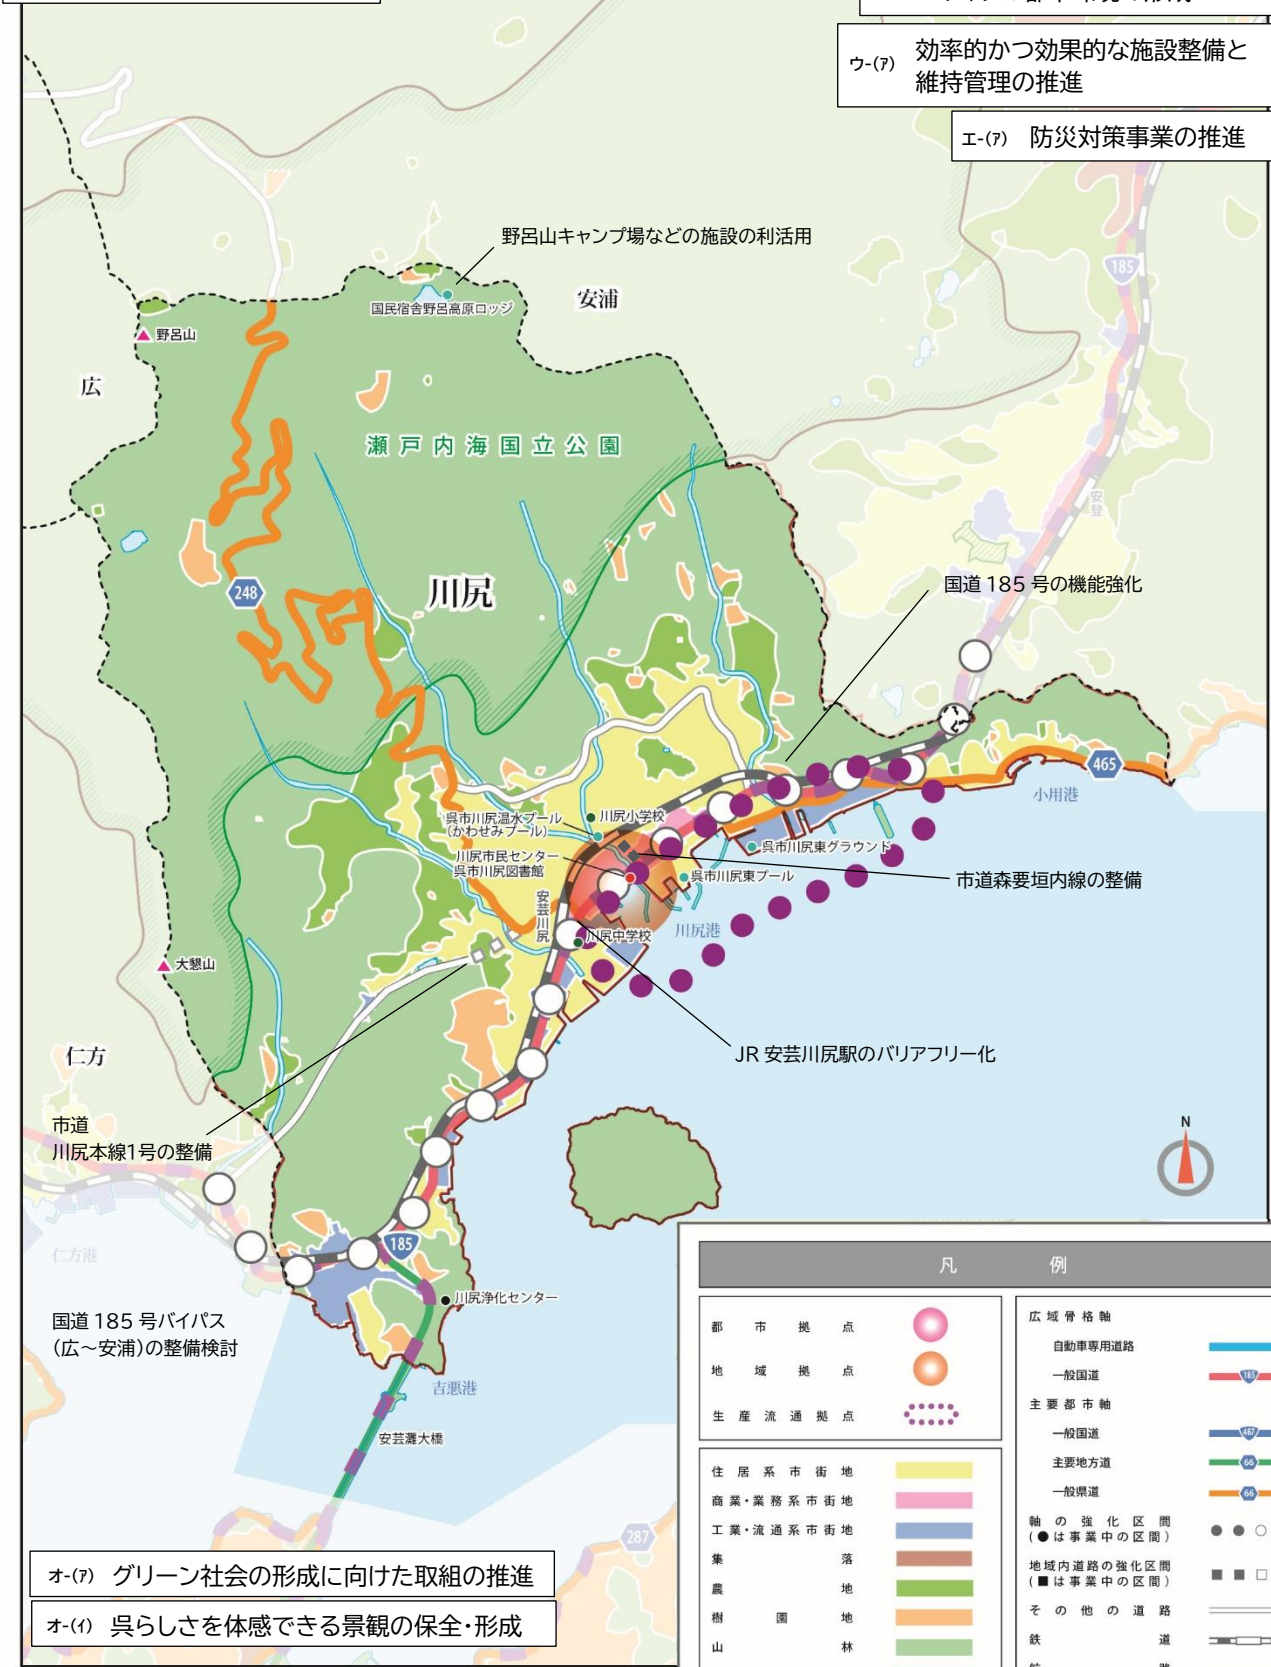 ウ-(ア) 効率的かつ効果的な施設整備と
維持管理の推進
エ-(ア) 防災対策事業の推進
野呂山キャンプ場などの施設の利活用
国民宿舎野呂高原ロッジ
安浦
185
野呂山
広
瀬戸内海国立公園
安登
248
川尻
国道185号の機能強化
465
小用港
呉市川尻温水プール
(かわせみプール)
川尻小学校
川尻市民センター
呉市川尻図書館
呉市川尻東グラウンド
呉市川尻東プール
市道森要垣内線の整備
安芸川尻
川尻中学校
川尻港
大懇山
JR安芸川尻駅のバリアフリー化
仁方
市道
川尻本線1号の整備
N
仁方港
185
川尻浄化センター
国道185号バイパス
(広～安浦)の整備検討
吉悪港
安芸灘大橋
287
オ-(ア) グリーン社会の形成に向けた取組の推進
オ-(イ) 呉らしさを体感できる景観の保全・形成
凡例
都市拠点
地域拠点
生産流通拠点
住居系市街地
商業・業務系市街地
工業・流通系市街地
集落
農地
樹園地
山林
広域骨格軸
自動車専用道路
一般国道 185
主要都市軸
一般国道 487
主要地方道 66
一般県道 66
軸の強化区間
(●は事業中の区間)
地域内道路の強化区間
(■は事業中の区間)
その他の道路
鉄道